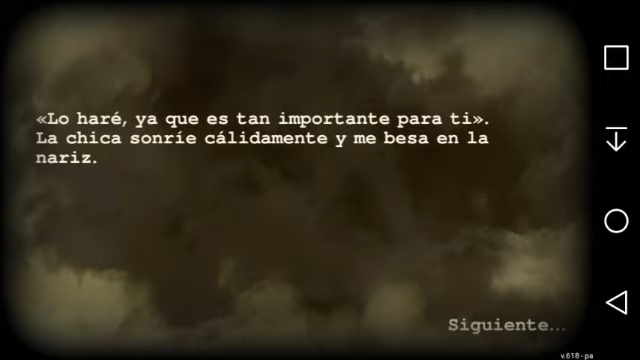 «Lo haré, ya que es tan importante para ti».
La chica sonríe cálidamente y me besa en la
nariz.
Siguiente...
v.618-pa